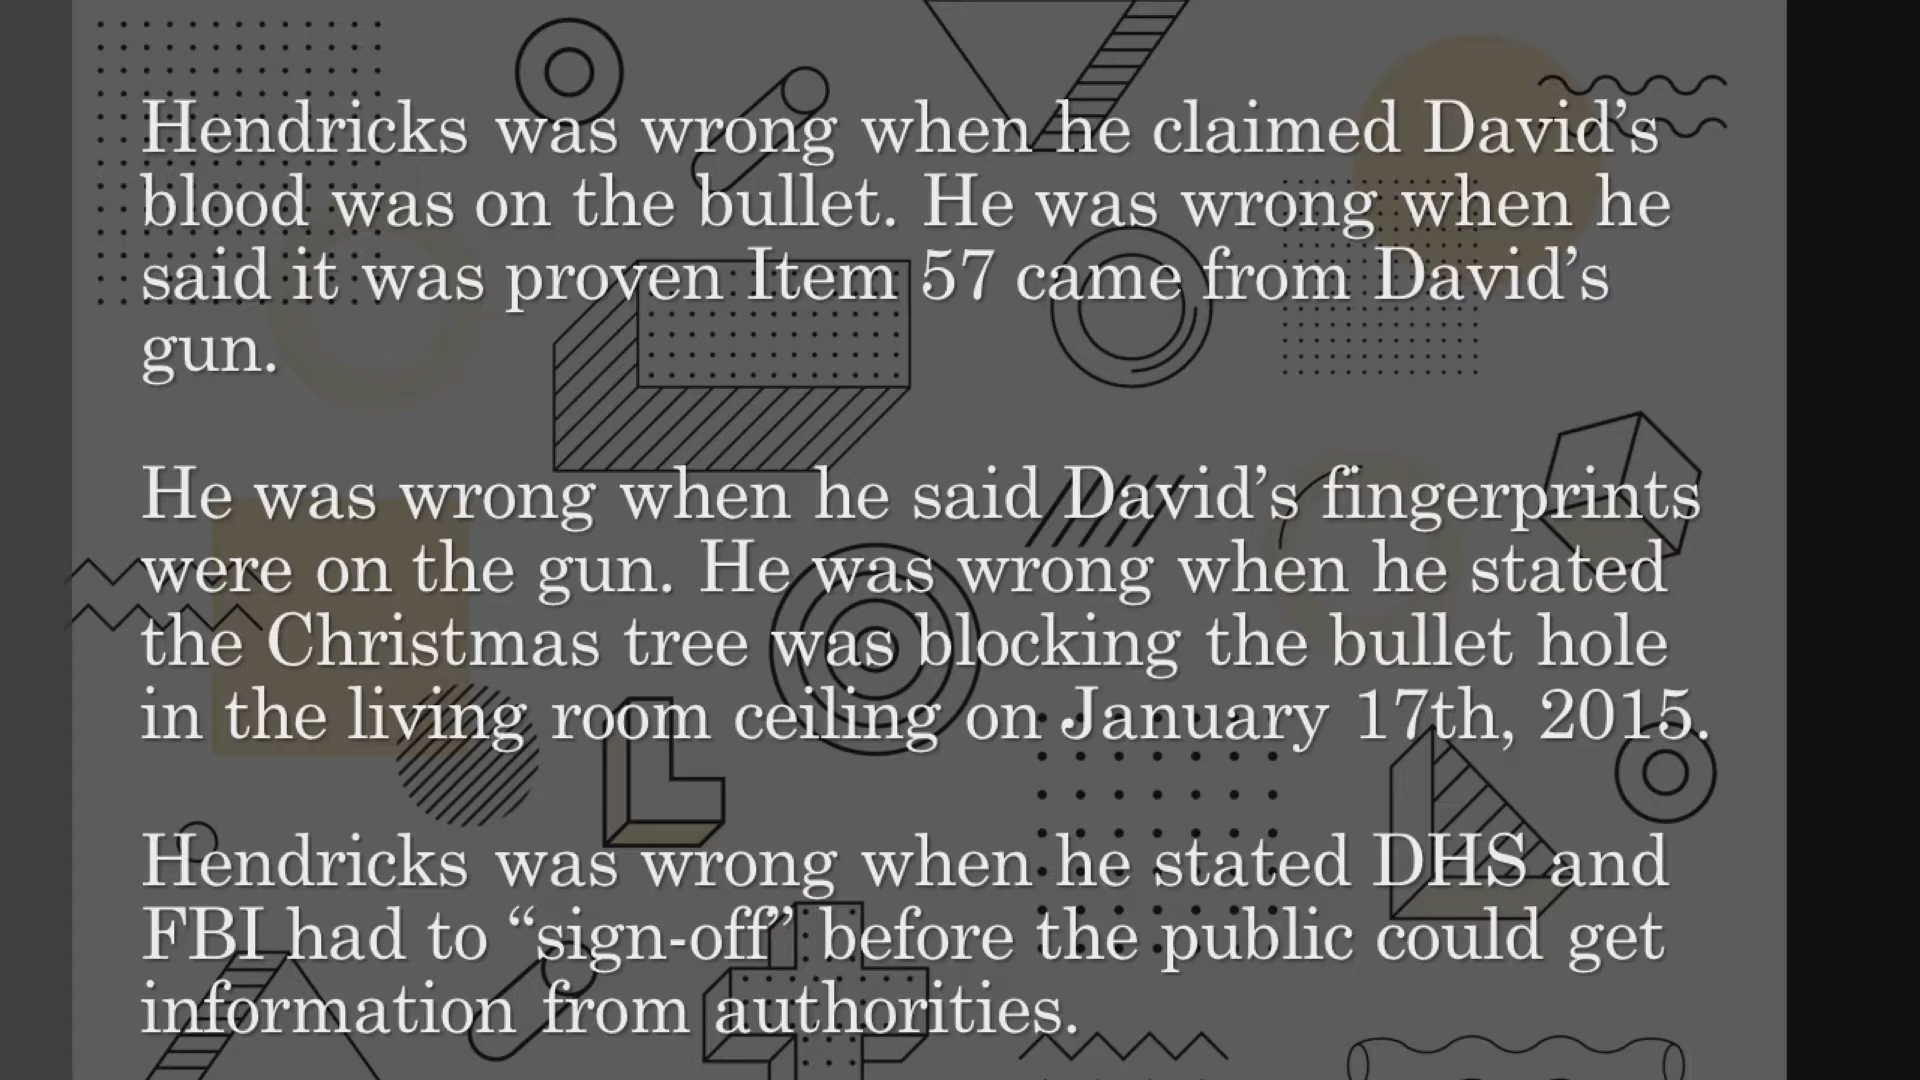 Hendricks was wrong when he claimed David’s
blood was on the bullet. He was wrong when he
said it was proven Item 57 came from David’s
gun.
He was wrong when he said David’s fingerprints
were on the gun. He was wrong when he stated
the Christmas tree was blocking the bullet hole
in the living room ceiling on January 17th, 2015.
Hendricks was wrong when he stated DHS and
FBI had to “sign-off” before the public could get
information from authorities.